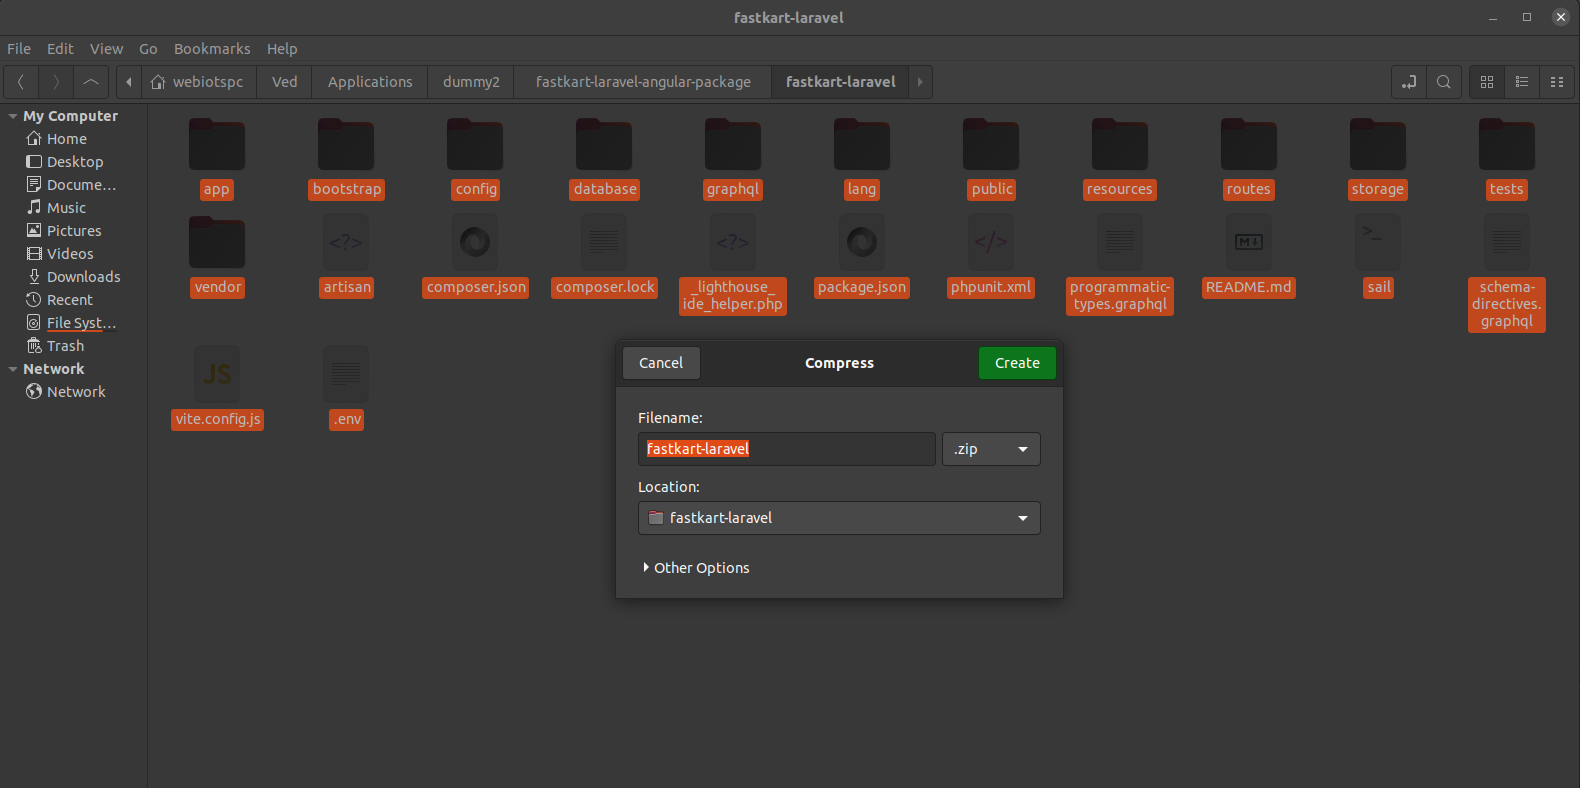 fastkart-laravel
File Edit View Go Bookmarks Help
webiotspc Ved Applications dummy2 fastkart-laravel-angular-package fastkart-laravel
My Computer
Home
Desktop
Docume...
Music
Pictures
Videos
Downloads
Recent
File Syst...
Trash
Network
Network
app bootstrap config database graphql lang public resources routes storage tests
<?> <?> </> M >_
vendor artisan composer.json composer.lock _lighthouse_ package.json phpunit.xml programmatic- README.md sail schema-
ide_helper.php types.graphql directives.
graphql
JS
vite.config.js .env
Cancel Compress Create
Filename:
fastkart-laravel .zip
Location:
fastkart-laravel
Other Options